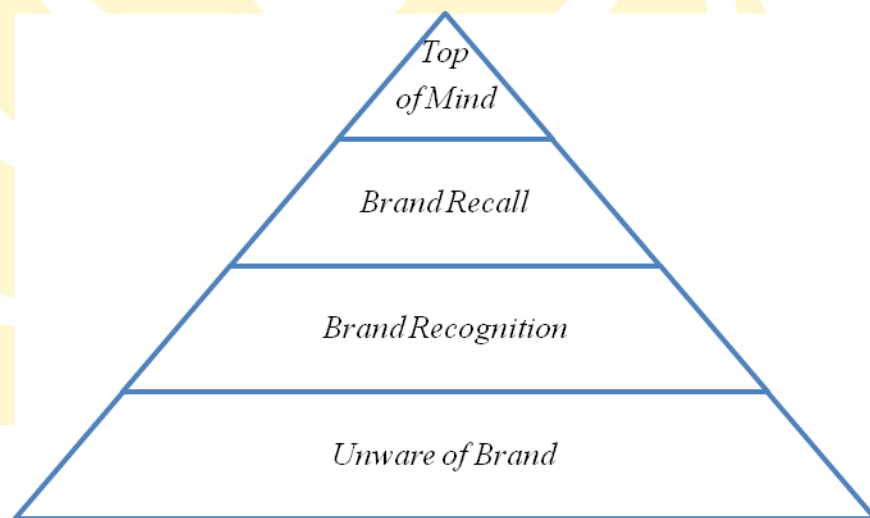 Top
of Mind
Brand Recall
Brand Recognition
Unware of Brand